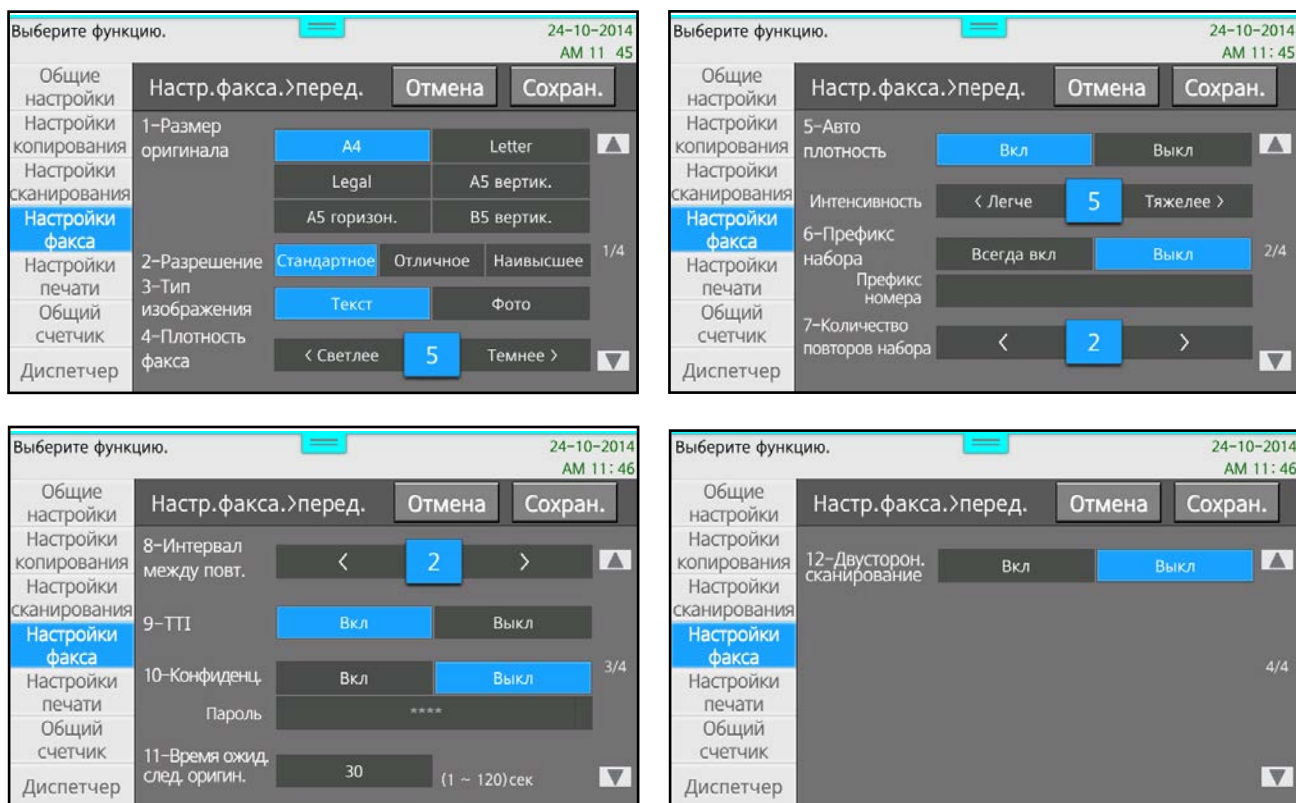 Выберите функцию.
24-10-2014
AM 11 45
Общие
настройки
Настройки
копирования
Настройки
сканирования
Настройки
факса
Настройки
печати
Общий
счетчик
Диспетчер
Настр.факса.>перед.
Отмена
Сохран.
1-Размер
оригинала
A4
Letter
Legal
A5 вертик.
A5 горизон.
B5 вертик.
2-Разрешение
Стандартное
Отличное
Наивысшее
1/4
3-Тип
изображения
Текст
Фото
4-Плотность
факса
< Светлее
5
Темнее >
Выберите функцию.
24-10-2014
AM 11:45
Общие
настройки
Настройки
копирования
Настройки
сканирования
Настройки
факса
Настройки
печати
Общий
счетчик
Диспетчер
Настр.факса.>перед.
Отмена
Сохран.
5-Авто
плотность
Вкл
Выкл
Интенсивность
< Легче
5
Тяжелее >
6-Префикс
набора
Всегда вкл
Выкл
2/4
Префикс
номера
7-Количество
повторов набора
<
2
>
Выберите функцию.
24-10-2014
AM 11:46
Общие
настройки
Настройки
копирования
Настройки
сканирования
Настройки
факса
Настройки
печати
Общий
счетчик
Диспетчер
Настр.факса.>перед.
Отмена
Сохран.
8-Интервал
между повт.
<
2
>
9-TTI
Вкл
Выкл
10-Конфиденц.
Вкл
Выкл
3/4
Пароль
****
11-Время ожид.
след. оригин.
30
(1 ~ 120)сек
Выберите функцию.
24-10-2014
AM 11:46
Общие
настройки
Настройки
копирования
Настройки
сканирования
Настройки
факса
Настройки
печати
Общий
счетчик
Диспетчер
Настр.факса.>перед.
Отмена
Сохран.
12-Двусторон.
сканирование
Вкл
Выкл
4/4